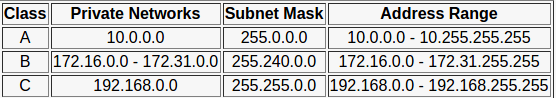 Class Private Networks Subnet Mask Address Range
A 10.0.0.0 255.0.0.0 10.0.0.0 - 10.255.255.255
B 172.16.0.0 - 172.31.0.0 255.240.0.0 172.16.0.0 - 172.31.255.255
C 192.168.0.0 255.255.0.0 192.168.0.0 - 192.168.255.255